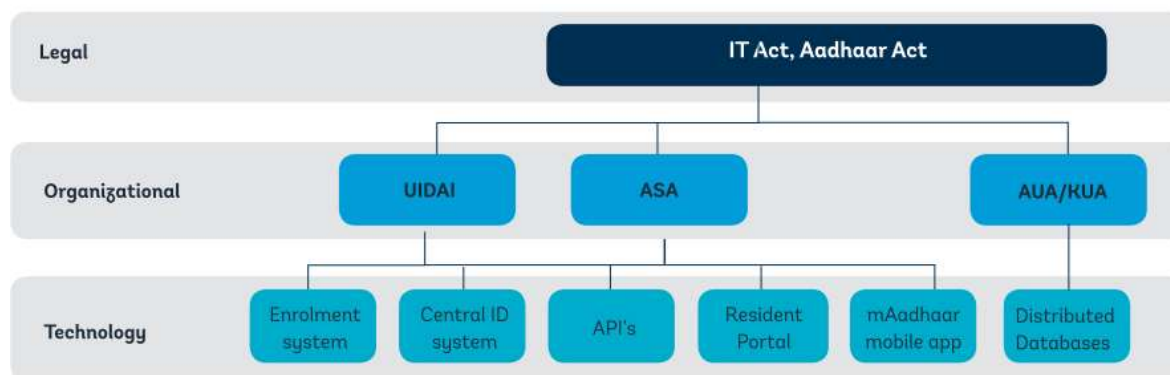 Legal
IT Act, Aadhaar Act
Organizational
UIDAI
ASA
AUA/KUA
Technology
Enrolment
system
Central ID
system
API's
Resident
Portal
mAadhaar
mobile app
Distributed
Databases